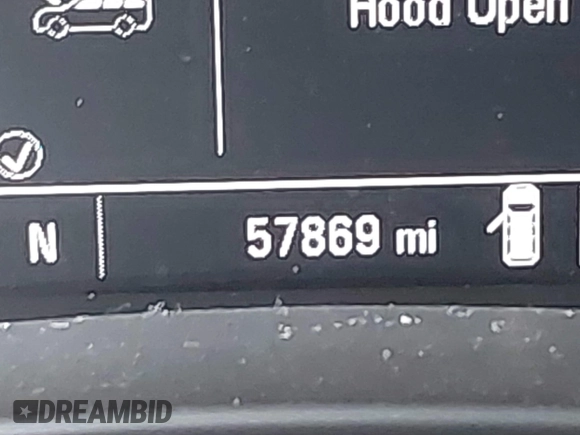 Hood Open
N
57869 mi
DREAMBID